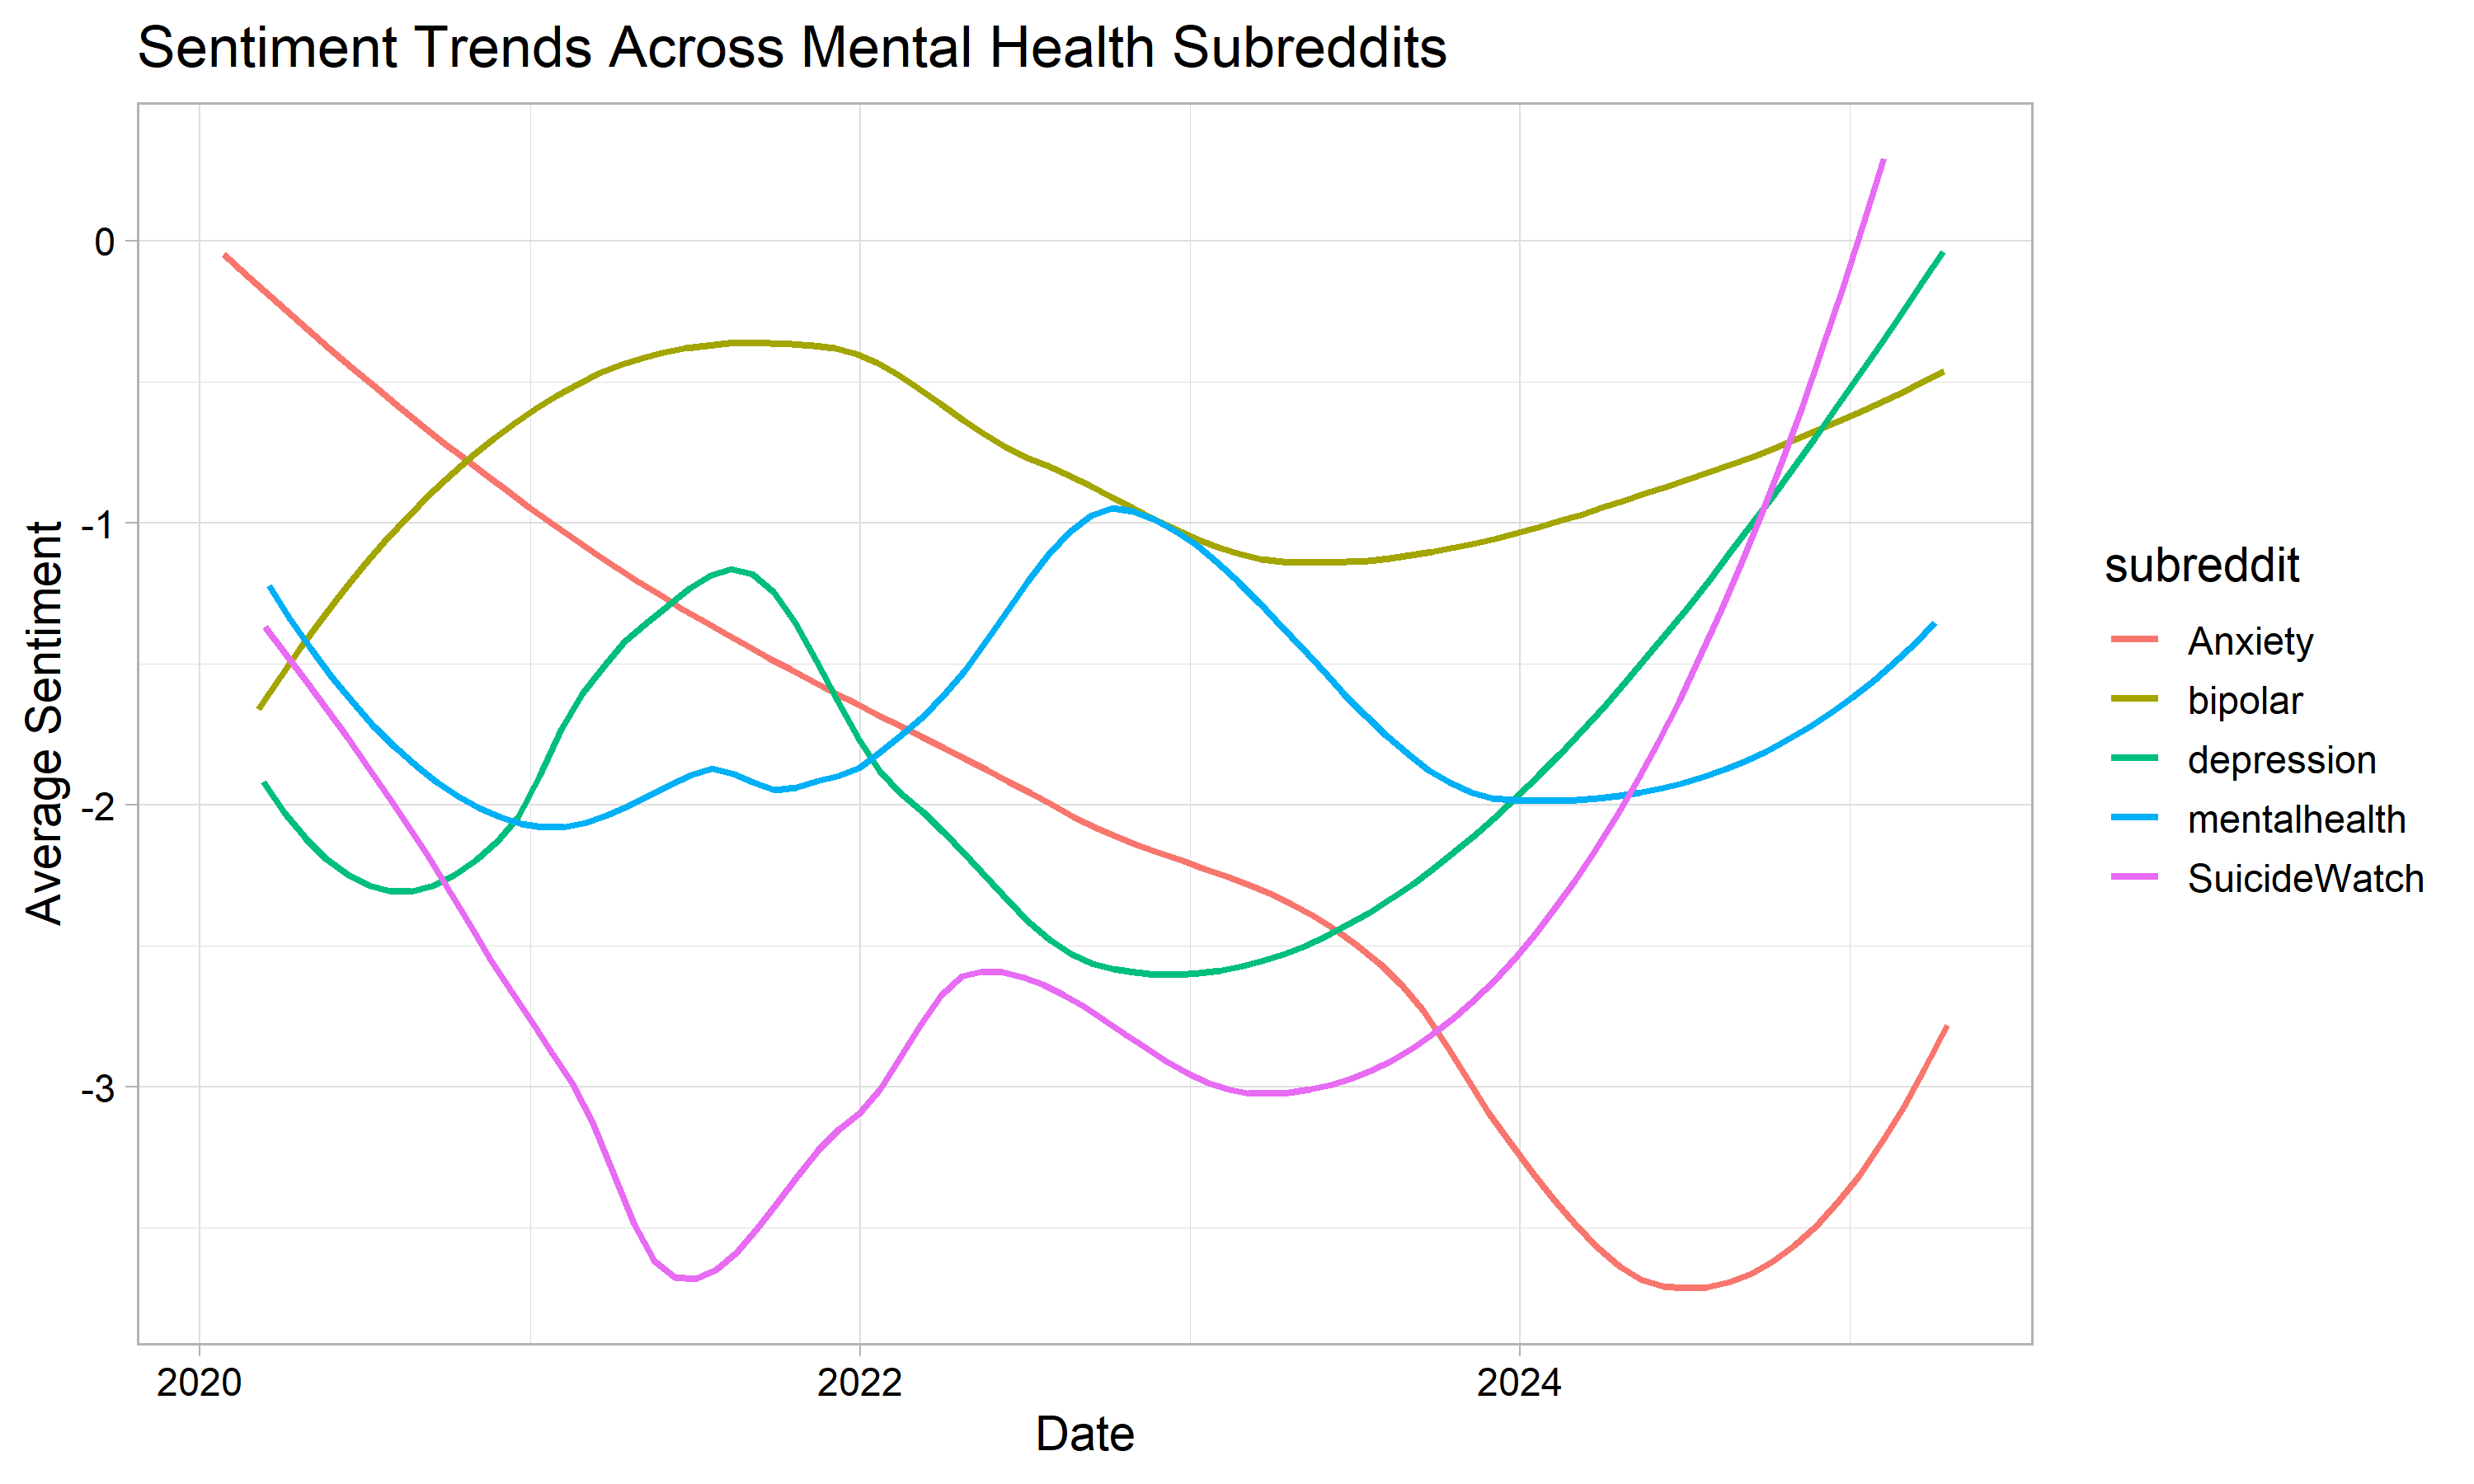 Sentiment Trends Across Mental Health Subreddits
Average Sentiment
0
-1
-2
-3
2020
2022
2024
Date
subreddit
Anxiety
bipolar
depression
mentalhealth
SuicideWatch